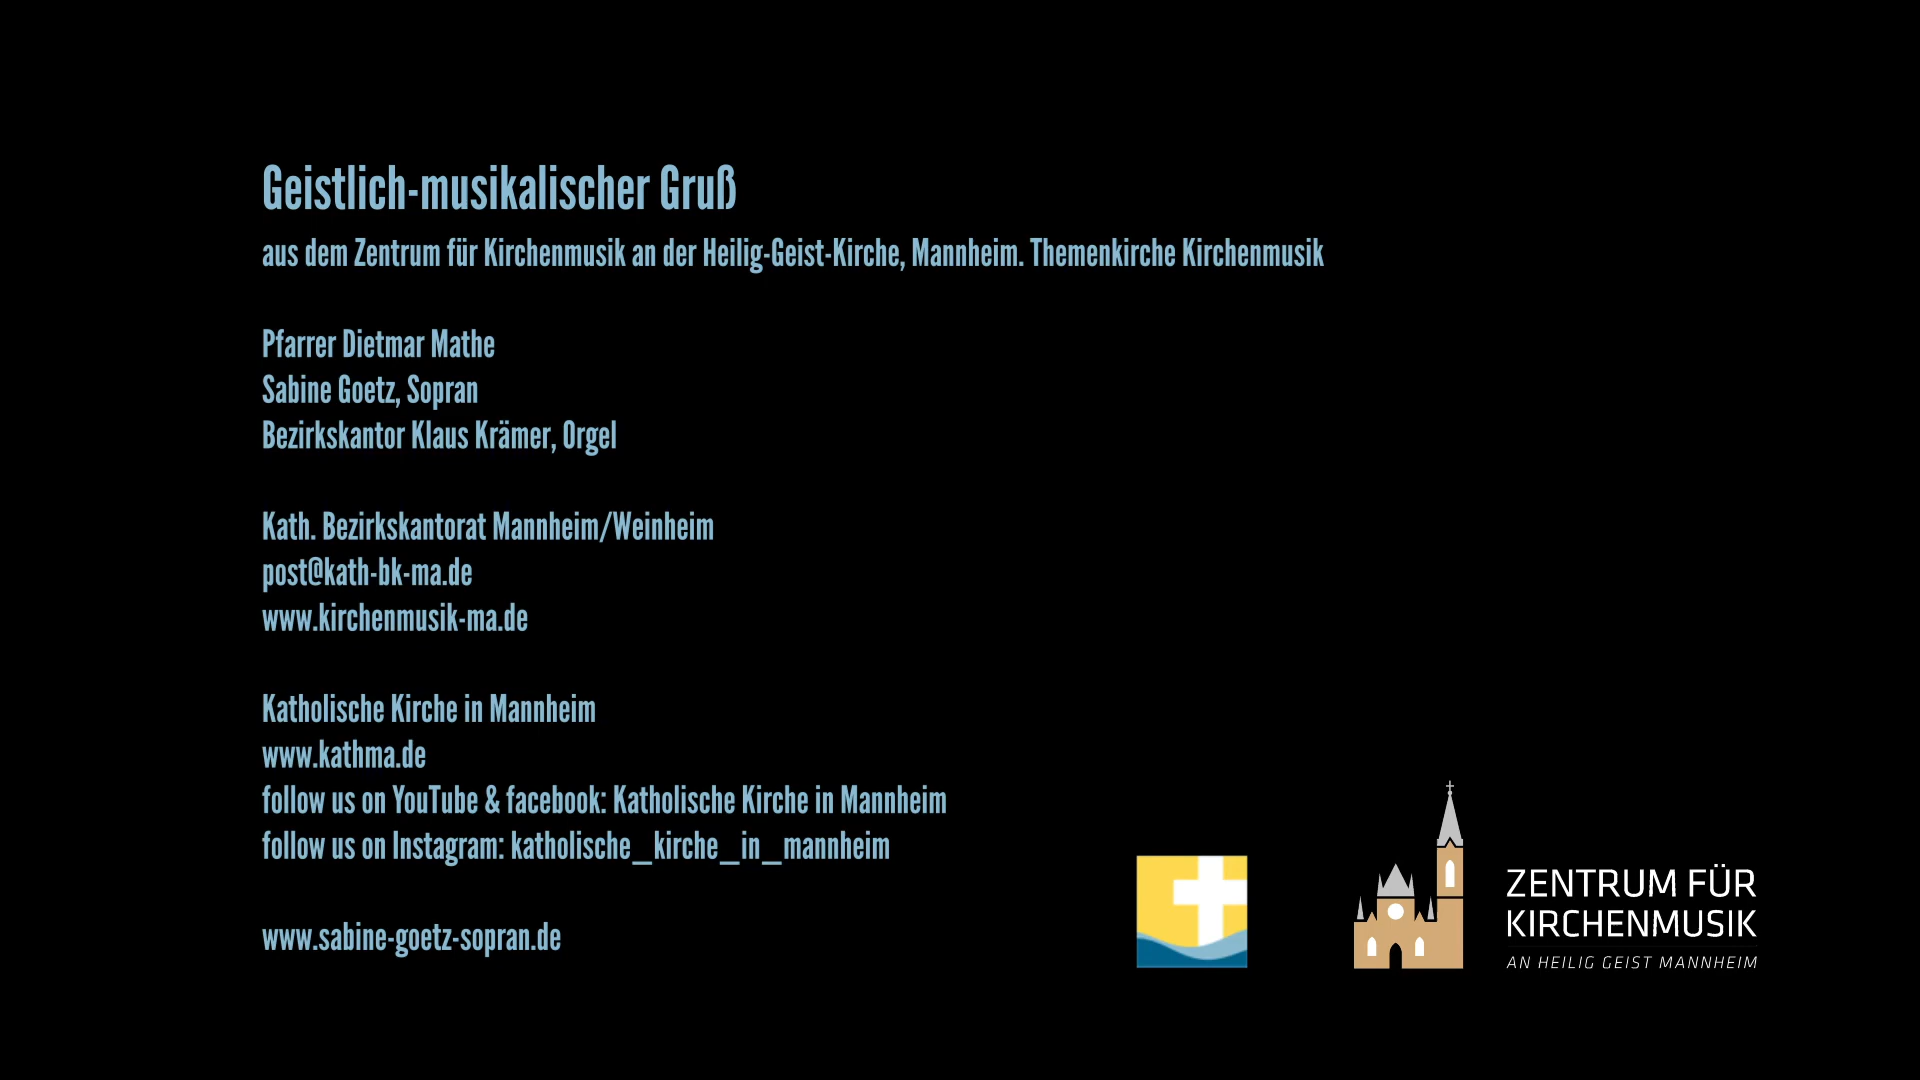 Geistlich-musikalischer Gruß
aus dem Zentrum für Kirchenmusik an der Heilig-Geist-Kirche, Mannheim. Themenkirche Kirchenmusik
Pfarrer Dietmar Mathe
Sabine Goetz, Sopran
Bezirkskantor Klaus Krämer, Orgel
Kath. Bezirkskantorat Mannheim/Weinheim
post@kath-bk-ma.de
www.kirchenmusik-ma.de
Katholische Kirche in Mannheim
www.kathma.de
follow us on YouTube & facebook: Katholische Kirche in Mannheim
follow us on Instagram: katholische_kirche_in_mannheim
www.sabine-goetz-sopran.de
ZENTRUM FÜR
KIRCHENMUSIK
AN HEILIG GEIST MANNHEIM